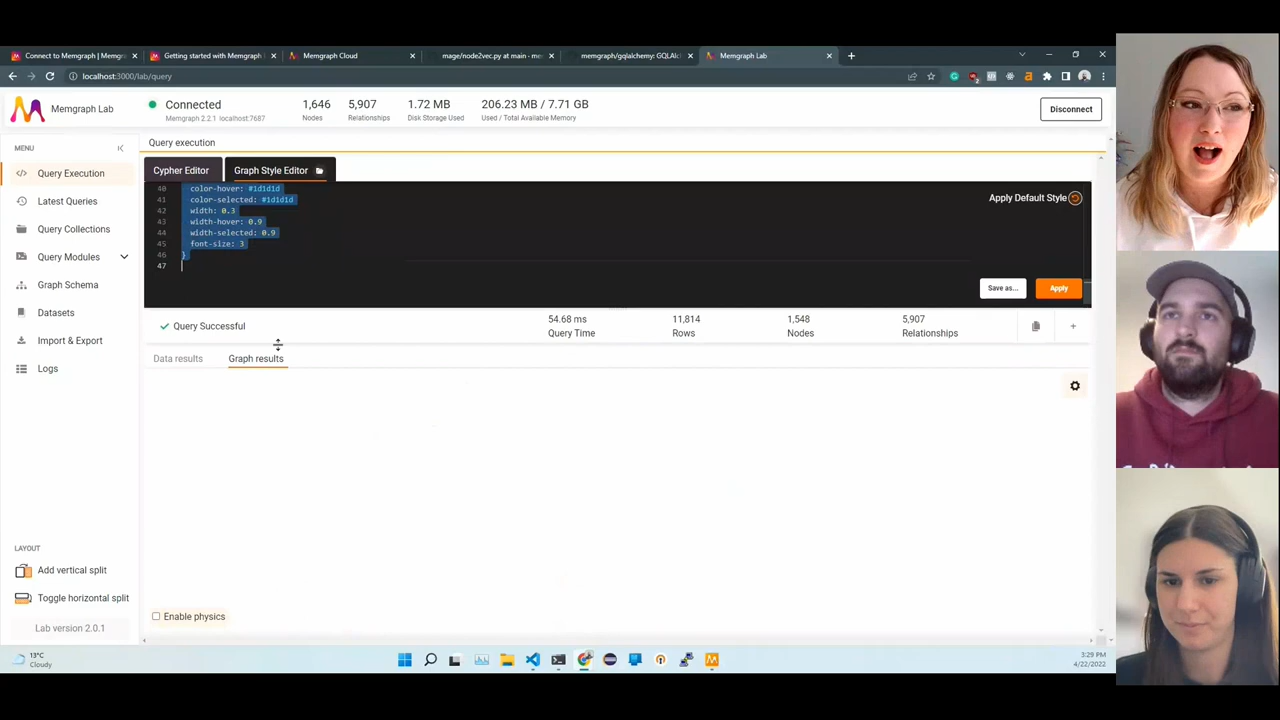 Connect to Memgraph | Memgr
Getting started with Memgraph
Memgraph Cloud
mage/node2vec.py at main · me
memgraph/gqlalchemy: GQLAlc
Memgraph Lab
localhost:3000/lab/query
Memgraph Lab
Connected
Memgraph 2.2.1 localhost:7687
1,646
Nodes
5,907
Relationships
1.72 MB
Disk Storage Used
206.23 MB / 7.71 GB
Used / Total Available Memory
Disconnect
MENU
Query Execution
Latest Queries
Query Collections
Query Modules
Graph Schema
Datasets
Import & Export
Logs
LAYOUT
Add vertical split
Toggle horizontal split
Lab version 2.0.1
Query execution
Cypher Editor
Graph Style Editor
40 color-hover: #1d1d1d
41 color-selected: #1d1d1d
42 width: 0.3
43 width-hover: 0.9
44 width-selected: 0.9
45 font-size: 3
46 }
47
Apply Default Style
Save as...
Apply
Query Successful
54.68 ms
Query Time
11,814
Rows
1,548
Nodes
5,907
Relationships
Data results
Graph results
Enable physics
13°C
Cloudy
3:29 PM
4/22/2022